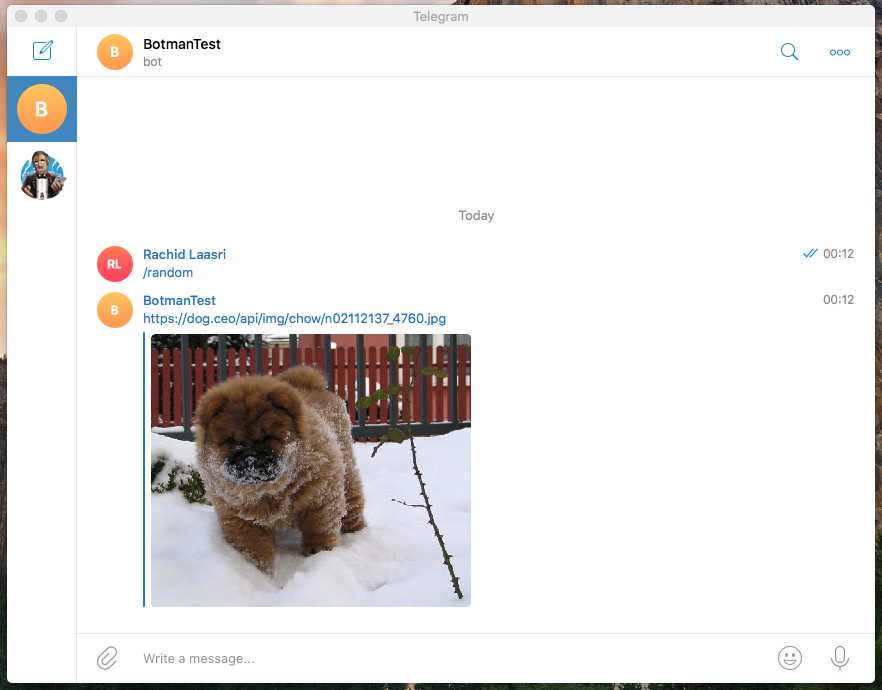 Telegram
B
BotmanTest
bot
B
Today
RL
Rachid Laasri
00:12
/random
B
BotmanTest
00:12
https://dog.ceo/api/img/chow/n02112137_4760.jpg
Write a message...